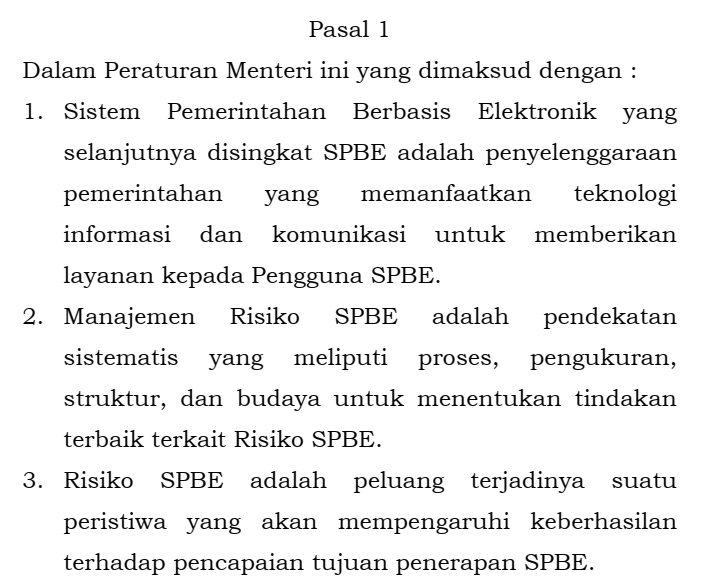 Pasal 1
Dalam Peraturan Menteri ini yang dimaksud dengan :
1. Sistem Pemerintahan Berbasis Elektronik yang
selanjutnya disingkat SPBE adalah penyelenggaraan
pemerintahan yang memanfaatkan teknologi
informasi dan komunikasi untuk memberikan
layanan kepada Pengguna SPBE.
2. Manajemen Risiko SPBE adalah pendekatan
sistematis yang meliputi proses, pengukuran,
struktur, dan budaya untuk menentukan tindakan
terbaik terkait Risiko SPBE.
3. Risiko SPBE adalah peluang terjadinya suatu
peristiwa yang akan mempengaruhi keberhasilan
terhadap pencapaian tujuan penerapan SPBE.